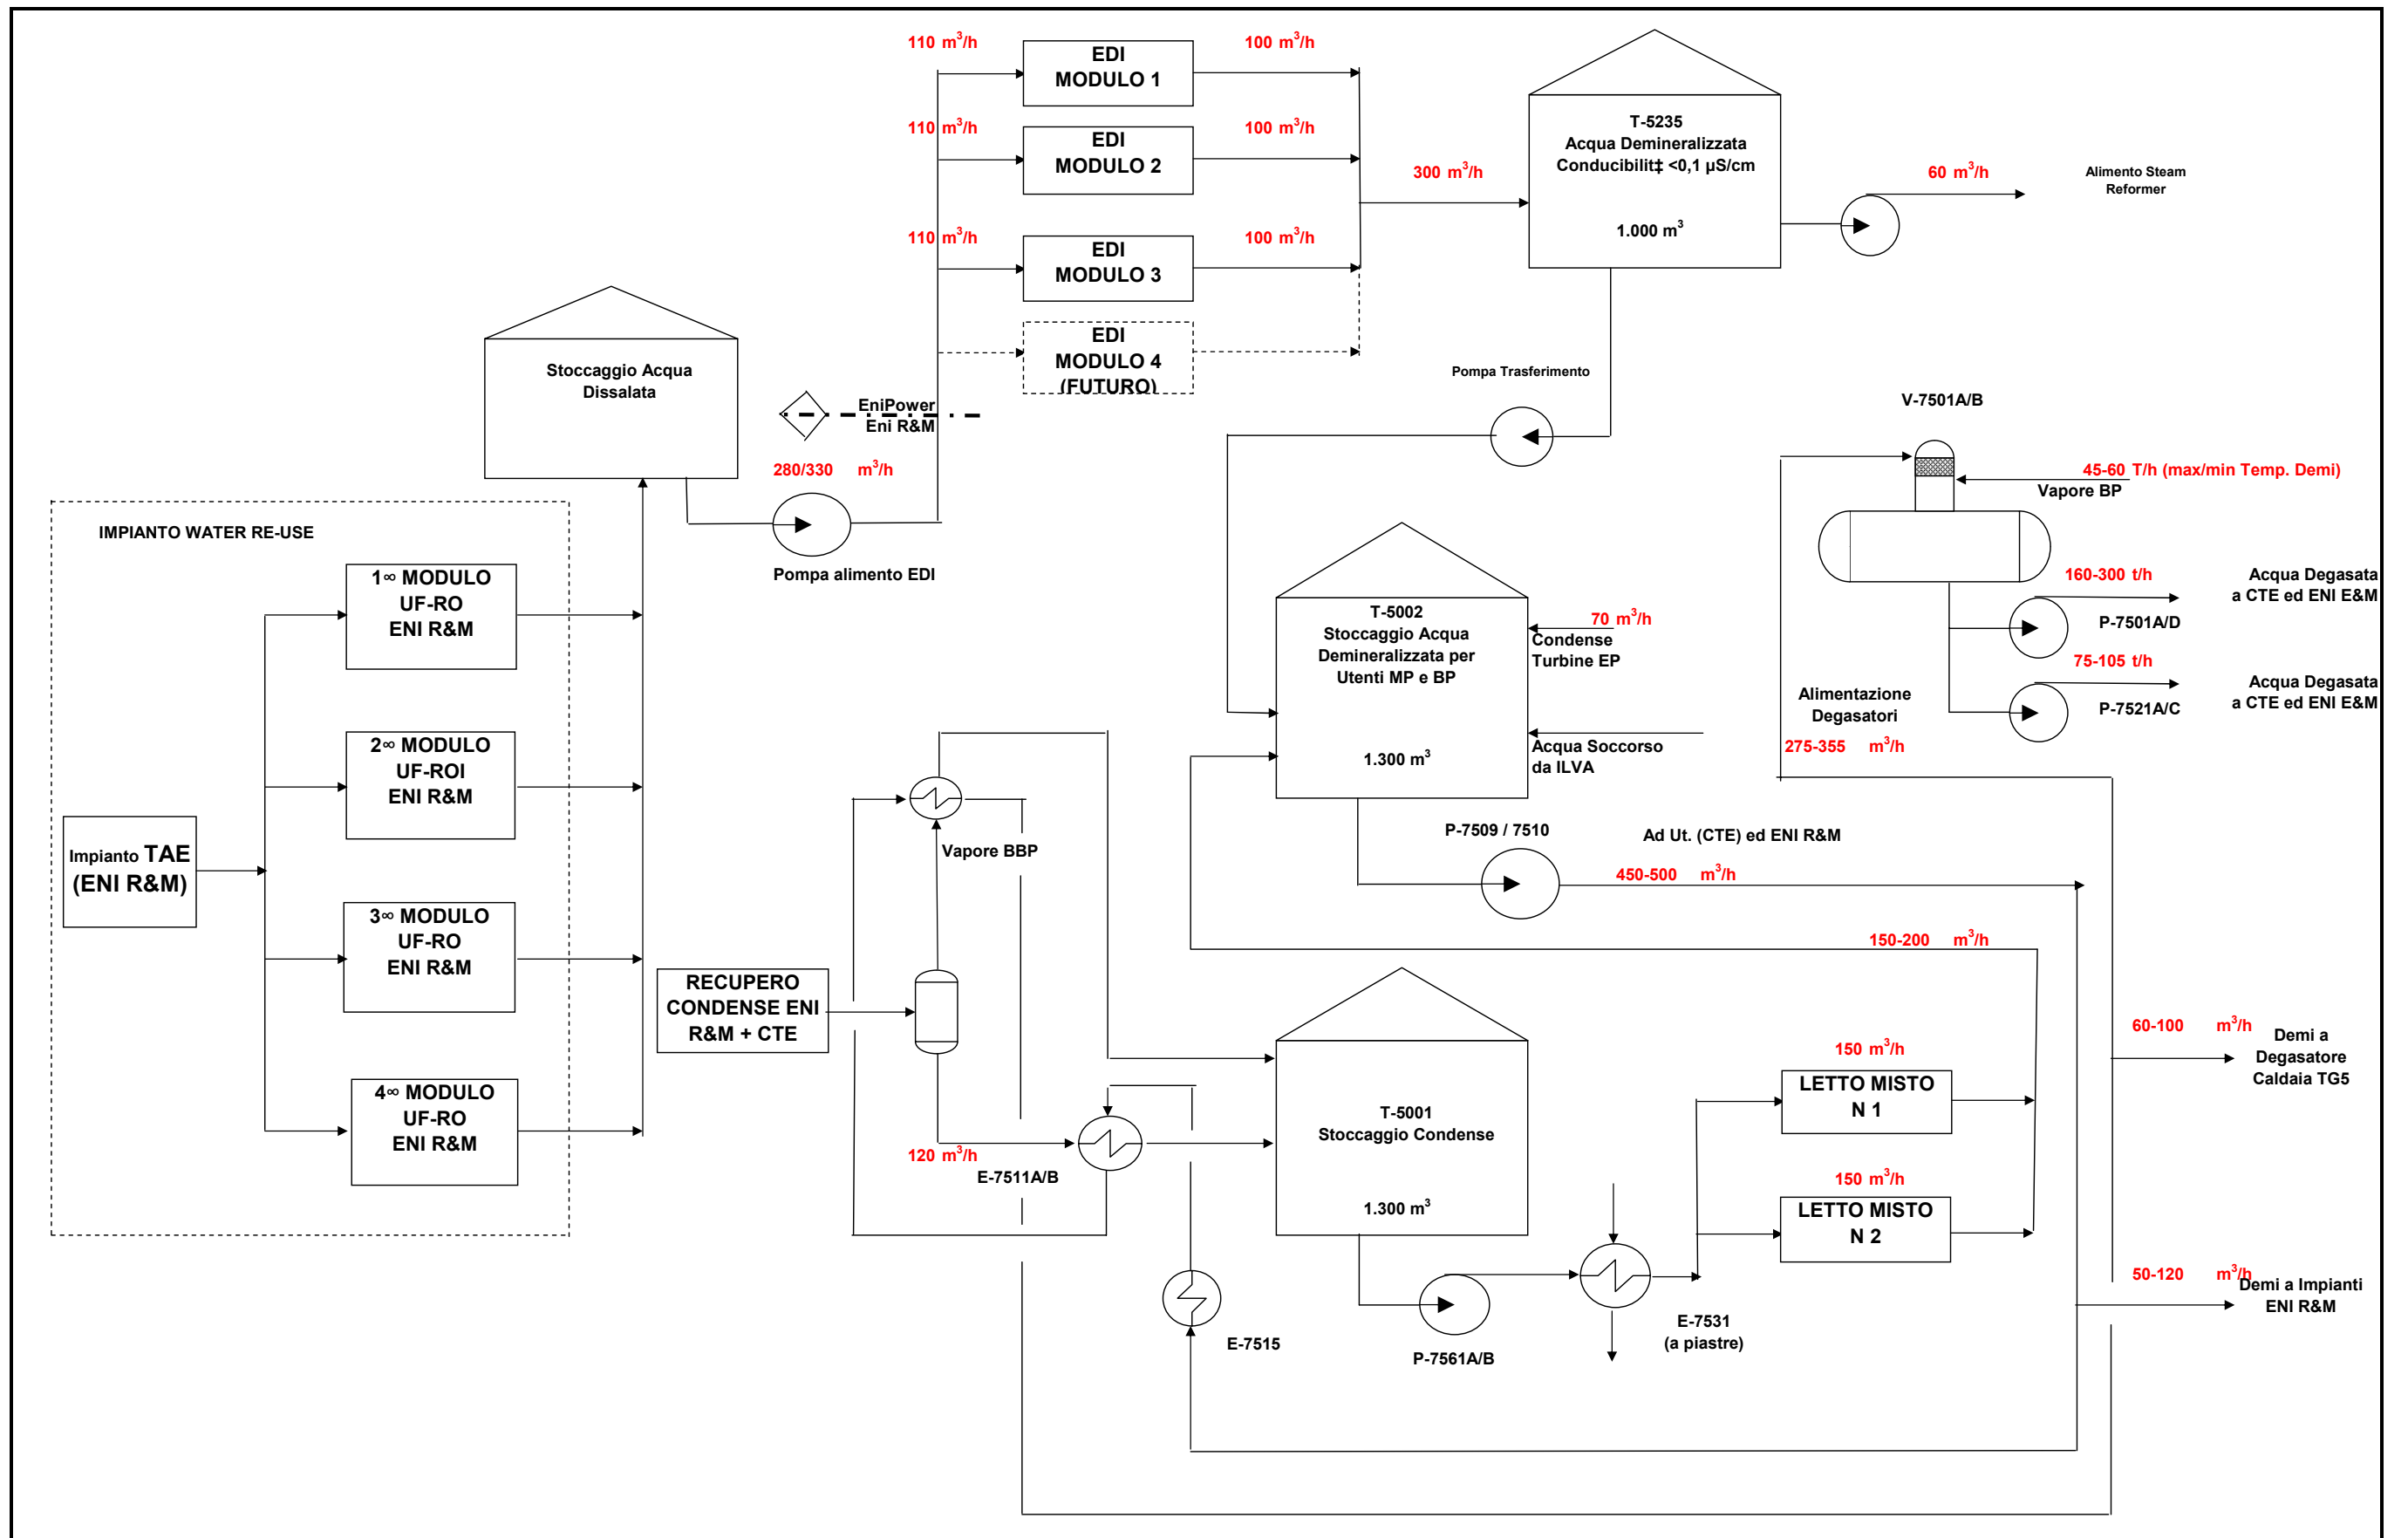 110 m³/h
100 m³/h
EDI
MODULO 1
110 m³/h
100 m³/h
EDI
MODULO 2
110 m³/h
100 m³/h
EDI
MODULO 3
EDI
MODULO 4
(FUTURO)
300 m³/h
T-5235
Acqua Demineralizzata
Conducibilit‡ <0,1 µS/cm
1.000 m³
60 m³/h
Alimento Steam
Reformer
Stoccaggio Acqua
Dissalata
EniPower
Eni R&M
280/330 m³/h
Pompa alimento EDI
Pompa Trasferimento
V-7501A/B
45-60 T/h (max/min Temp. Demi)
Vapore BP
160-300 t/h
Acqua Degasata
a CTE ed ENI E&M
P-7501A/D
75-105 t/h
Acqua Degasata
a CTE ed ENI E&M
P-7521A/C
Alimentazione
Degasatori
275-355 m³/h
IMPIANTO WATER RE-USE
1∞ MODULO
UF-RO
ENI R&M
2∞ MODULO
UF-ROI
ENI R&M
3∞ MODULO
UF-RO
ENI R&M
4∞ MODULO
UF-RO
ENI R&M
Impianto TAE
(ENI R&M)
T-5002
Stoccaggio Acqua
Demineralizzata per
Utenti MP e BP
1.300 m³
70 m³/h
Condense
Turbine EP
Acqua Soccorso
da ILVA
Vapore BBP
P-7509 / 7510
Ad Ut. (CTE) ed ENI R&M
450-500 m³/h
150-200 m³/h
RECUPERO
CONDENSE ENI
R&M + CTE
120 m³/h
E-7511A/B
T-5001
Stoccaggio Condense
1.300 m³
150 m³/h
LETTO MISTO
N 1
150 m³/h
LETTO MISTO
N 2
60-100 m³/h
Demi a
Degasatore
Caldaia TG5
50-120 m³/h
Demi a Impianti
ENI R&M
E-7515
P-7561A/B
E-7531
(a piastre)